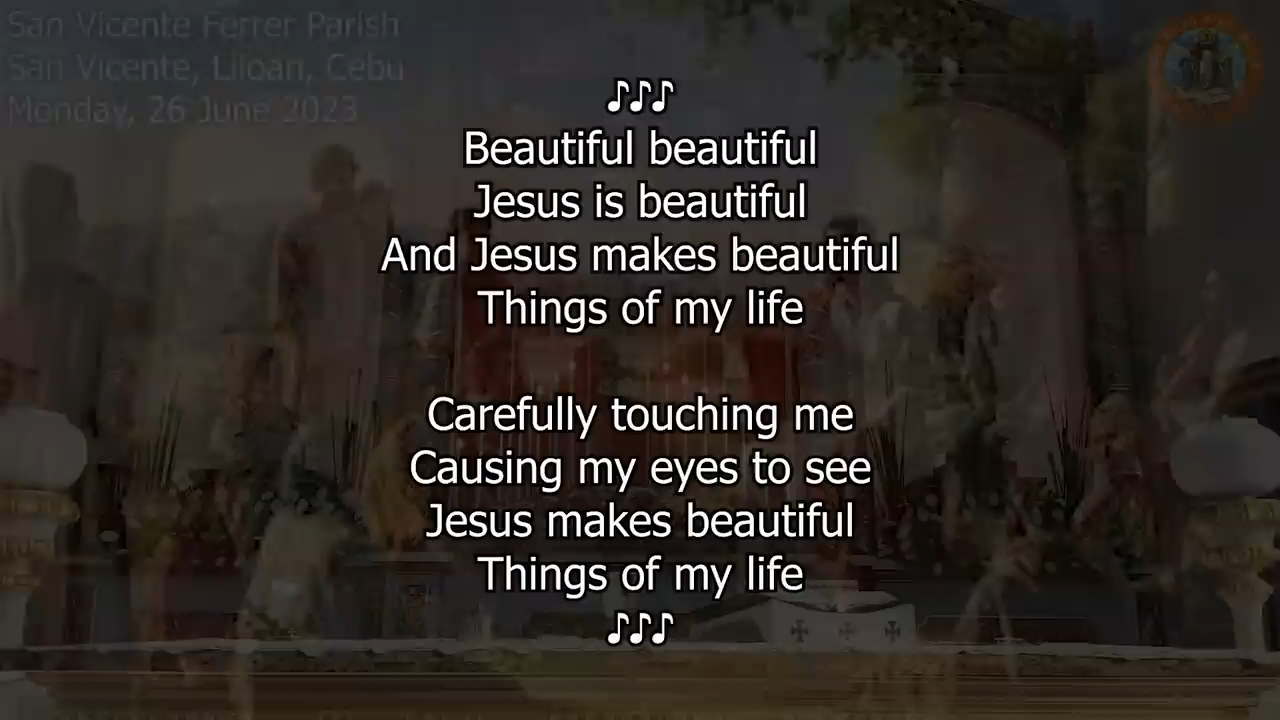 San Vicente Ferrer Parish
San Vicente, Liloan, Cebu
Monday, 26 June 2023
♪♪♪
Beautiful beautiful
Jesus is beautiful
And Jesus makes beautiful
Things of my life
Carefully touching me
Causing my eyes to see
Jesus makes beautiful
Things of my life
♪♪♪